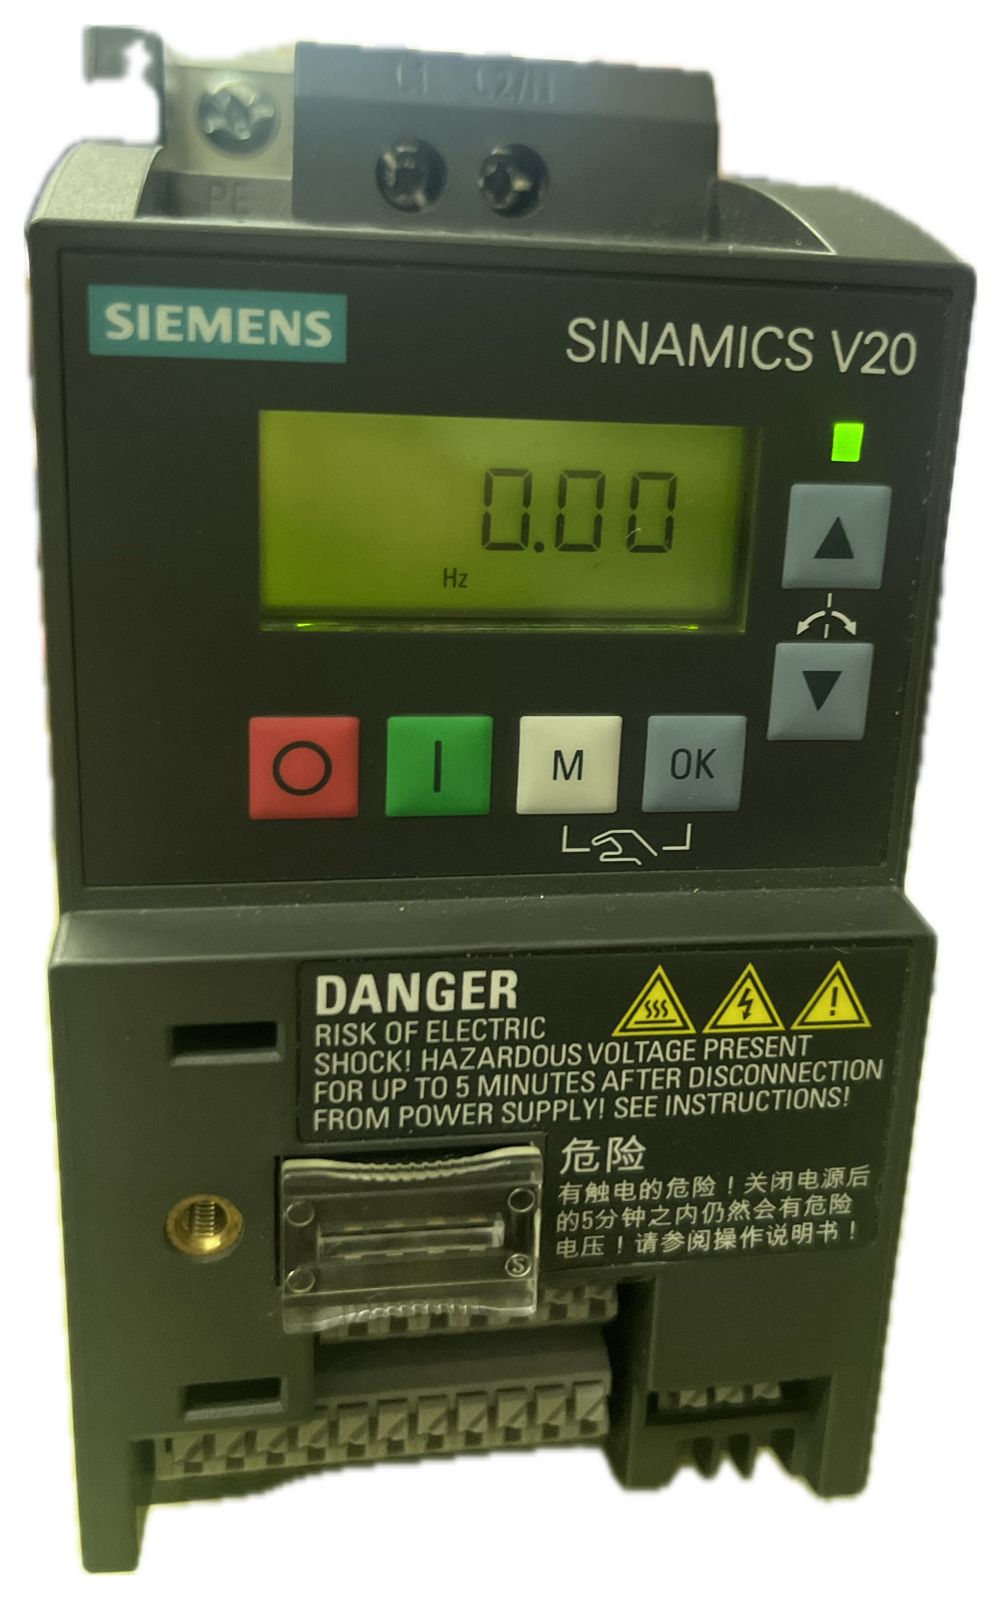 L1 L2/N
PE
SIEMENS
SINAMICS V20
0.00
Hz
M
OK
DANGER
RISK OF ELECTRIC
SHOCK! HAZARDOUS VOLTAGE PRESENT
FOR UP TO 5 MINUTES AFTER DISCONNECTION
FROM POWER SUPPLY! SEE INSTRUCTIONS!
危险
有触电的危险！关闭电源后
的5分钟之内仍然会有危险
电压！请参阅操作说明书！